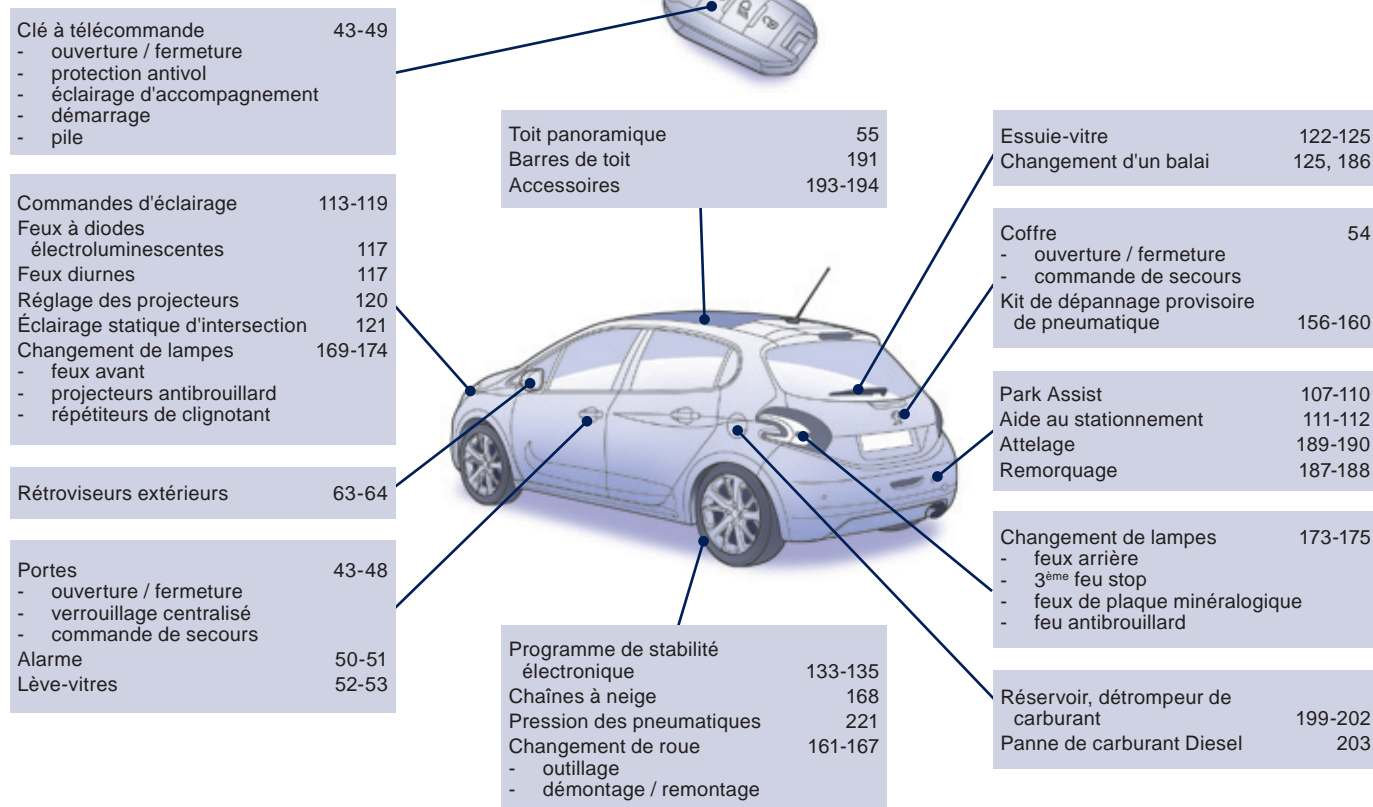 Clé à télécommande 43-49
- ouverture / fermeture
- protection antivol
- éclairage d'accompagnement
- démarrage
- pile
Commandes d'éclairage 113-119
Feux à diodes
électroluminescentes 117
Feux diurnes 117
Réglage des projecteurs 120
Éclairage statique d'intersection 121
Changement de lampes 169-174
- feux avant
- projecteurs antibrouillard
- répétiteurs de clignotant
Rétroviseurs extérieurs 63-64
Portes 43-48
- ouverture / fermeture
- verrouillage centralisé
- commande de secours
Alarme 50-51
Lève-vitres 52-53
Toit panoramique 55
Barres de toit 191
Accessoires 193-194
Programme de stabilité
électronique 133-135
Chaînes à neige 168
Pression des pneumatiques 221
Changement de roue 161-167
- outillage
- démontage / remontage
Essuie-vitre 122-125
Changement d'un balai 125, 186
Coffre 54
- ouverture / fermeture
- commande de secours
Kit de dépannage provisoire
de pneumatique 156-160
Park Assist 107-110
Aide au stationnement 111-112
Attelage 189-190
Remorquage 187-188
Changement de lampes 173-175
- feux arrière
- 3ème feu stop
- feux de plaque minéralogique
- feu antibrouillard
Réservoir, détrompeur de
carburant 199-202
Panne de carburant Diesel 203